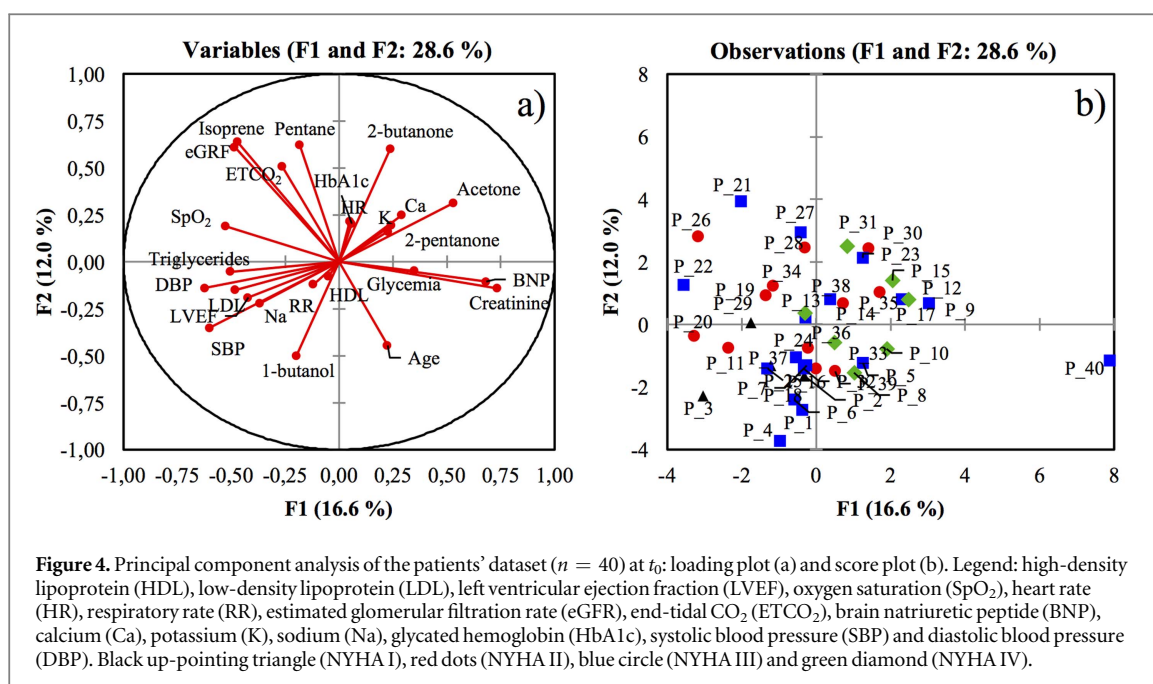 Variables (F1 and F2: 28.6 %)
a)
F2 (12.0 %)
1,00
0,75
0,50
0,25
0,00
-0,25
-0,50
-0,75
-1,00
Isoprene
Pentane
2-butanone
eGRF
ETCO2
HbA1c
HR
Acetone
Ca
K
SpO2
2-pentanone
Triglycerides
Glycemia
BNP
DBP
LDL
RR
HDL
Creatinine
LVEF
Na
SBP
1-butanol
Age
-1,00 -0,75 -0,50 -0,25 0,00 0,25 0,50 0,75 1,00
F1 (16.6 %)
Observations (F1 and F2: 28.6 %)
b)
F2 (12.0 %)
8
6
4
2
0
-2
-4
P_21
P_27
P_31
P_26
P_28
P_30
P_23
P_22
P_34
P_15
P_19
P_38
P_12
P_29
P_13
P_14
P_35
P_17
P_9
P_20
P_36
P_24
P_10
P_11
P_37
P_33
P_40
P_7
P_5
P_3
P_18
P_2
P_8
P_6
P_4
P_1
-4 -2 0 2 4 6 8
F1 (16.6 %)
Figure 4. Principal component analysis of the patients' dataset (n = 40) at t0: loading plot (a) and score plot (b). Legend: high-density
lipoprotein (HDL), low-density lipoprotein (LDL), left ventricular ejection fraction (LVEF), oxygen saturation (SpO2), heart rate
(HR), respiratory rate (RR), estimated glomerular filtration rate (eGFR), end-tidal CO2 (ETCO2), brain natriuretic peptide (BNP),
calcium (Ca), potassium (K), sodium (Na), glycated hemoglobin (HbA1c), systolic blood pressure (SBP) and diastolic blood pressure
(DBP). Black up-pointing triangle (NYHA I), red dots (NYHA II), blue circle (NYHA III) and green diamond (NYHA IV).